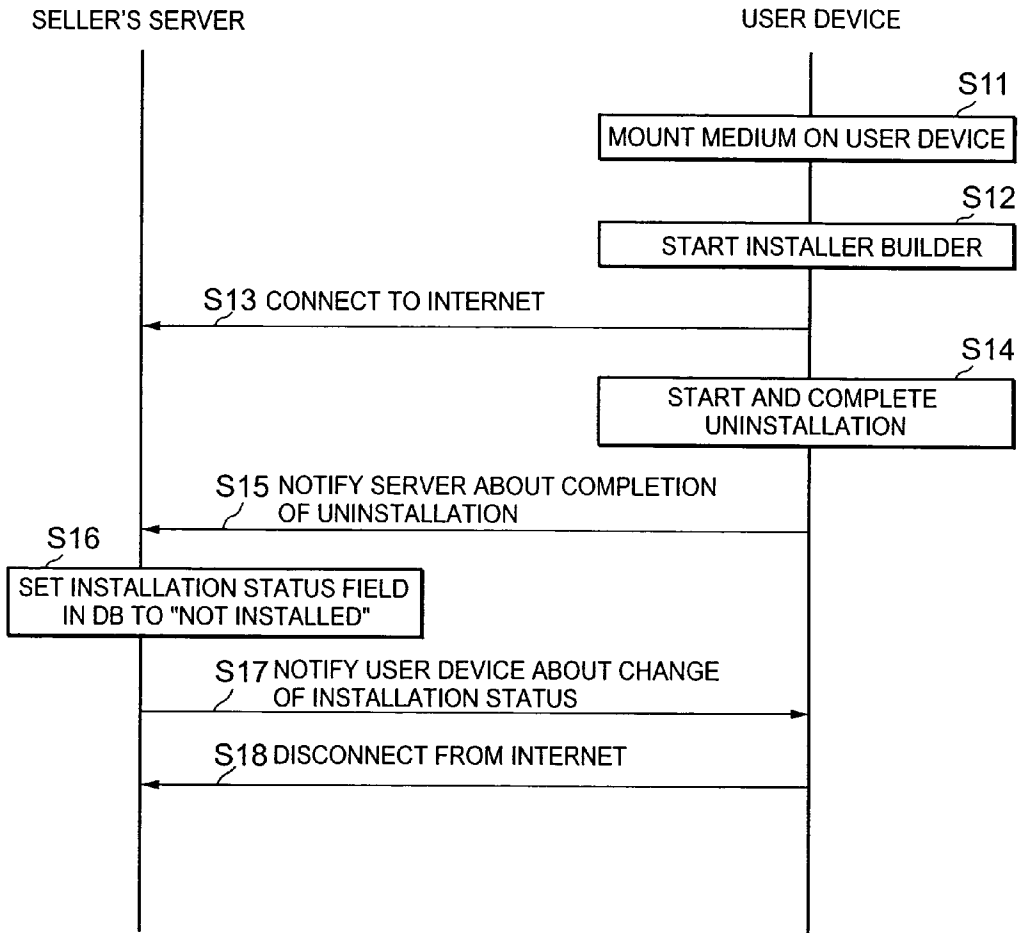 SELLER'S SERVER
USER DEVICE
S11
MOUNT MEDIUM ON USER DEVICE
S12
START INSTALLER BUILDER
S13 CONNECT TO INTERNET
S14
START AND COMPLETE
UNINSTALLATION
S15 NOTIFY SERVER ABOUT COMPLETION
OF UNINSTALLATION
S16
SET INSTALLATION STATUS FIELD
IN DB TO "NOT INSTALLED"
S17 NOTIFY USER DEVICE ABOUT CHANGE
OF INSTALLATION STATUS
S18 DISCONNECT FROM INTERNET